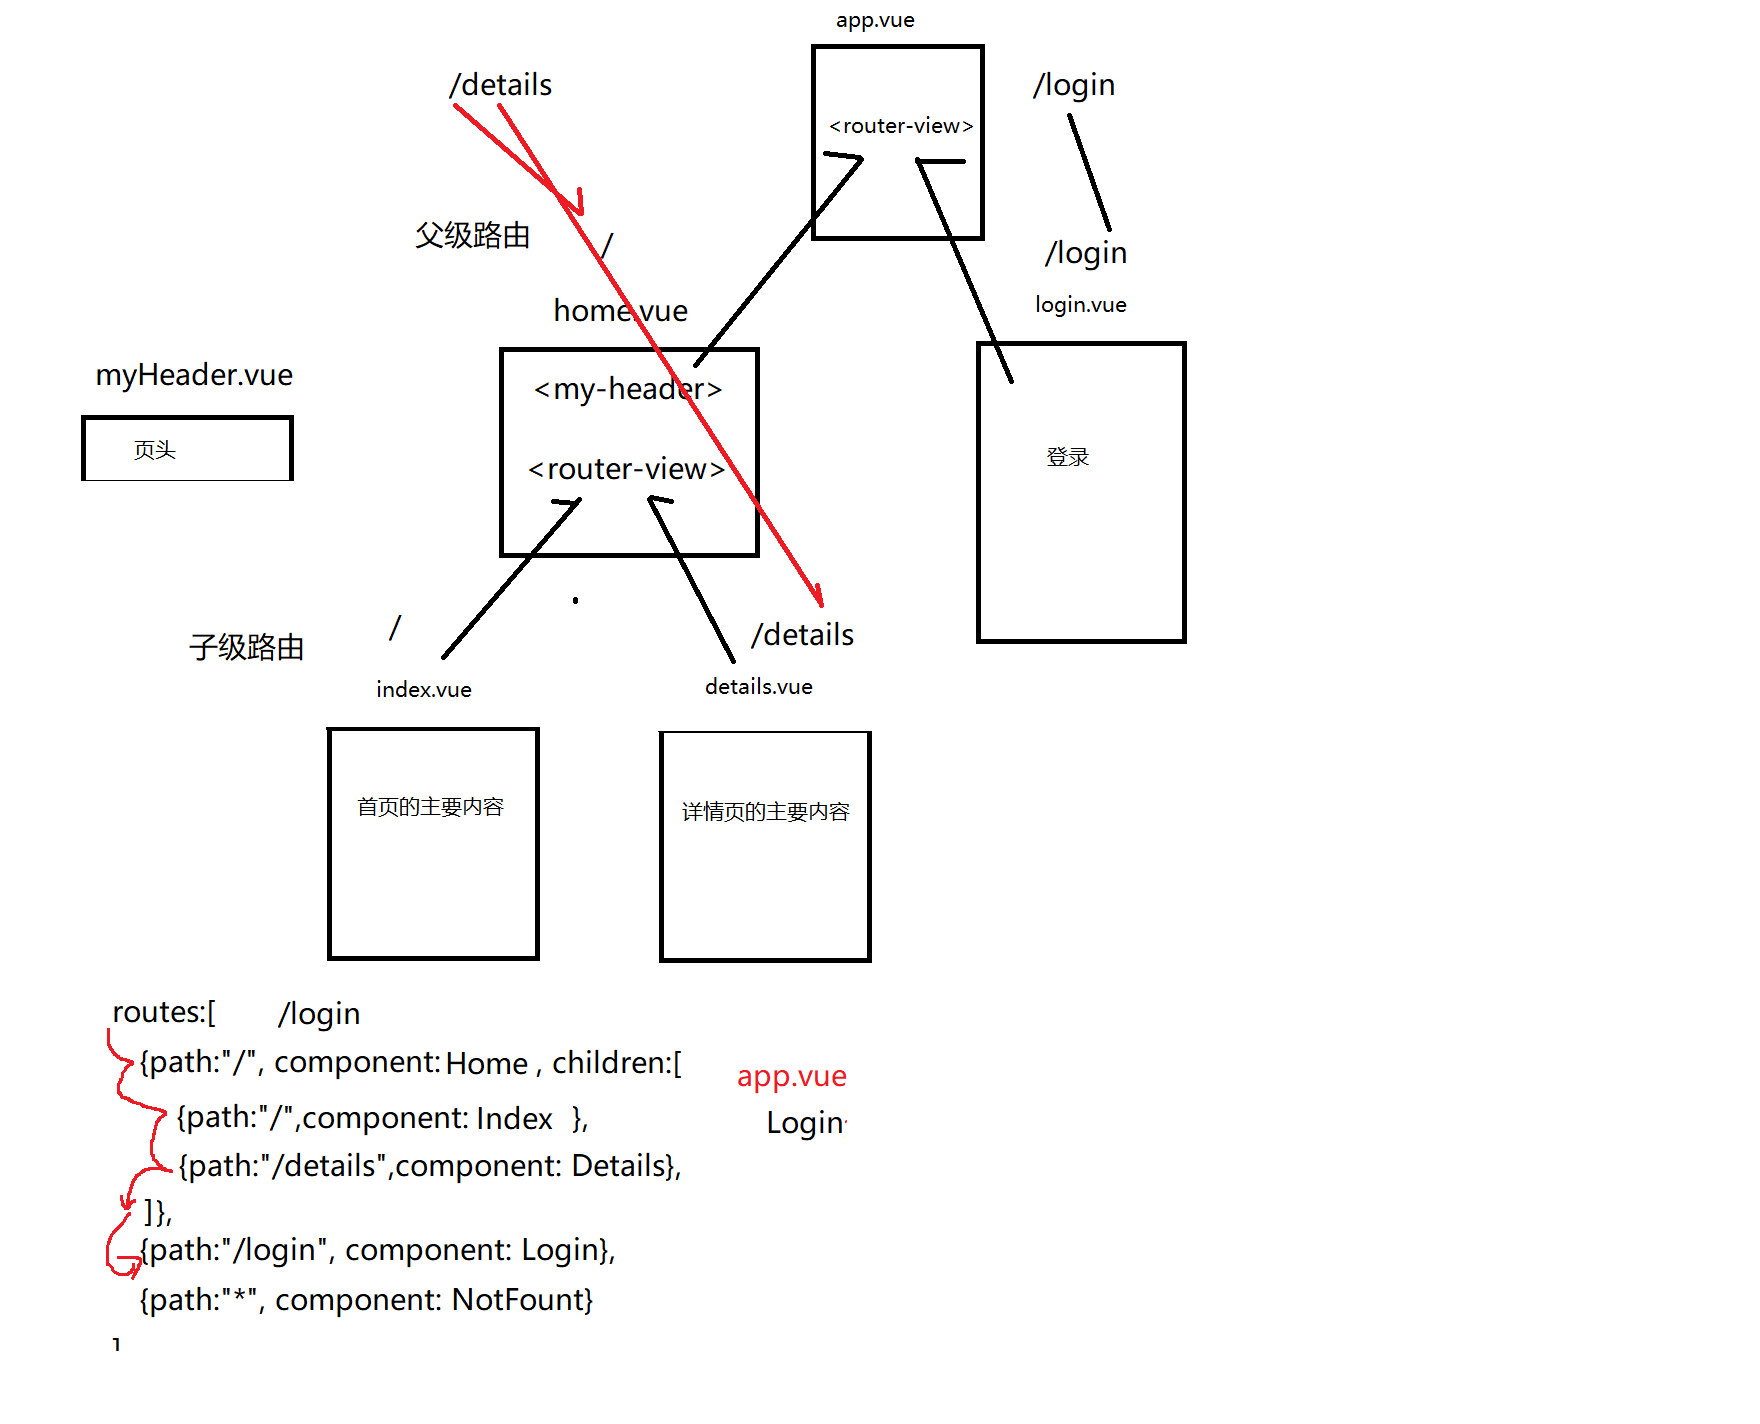 app.vue
/details
/login
<router-view>
父级路由
/
/login
home.vue
login.vue
myHeader.vue
<my-header>
页头
<router-view>
登录
子级路由
/
/details
index.vue
details.vue
首页的主要内容
详情页的主要内容
routes:[ /login
{path:"/", component: Home , children:[
app.vue
{path:"/",component: Index },
Login
{path:"/details",component: Details},
]},
{path:"/login", component: Login},
{path:"*", component: NotFount}
]